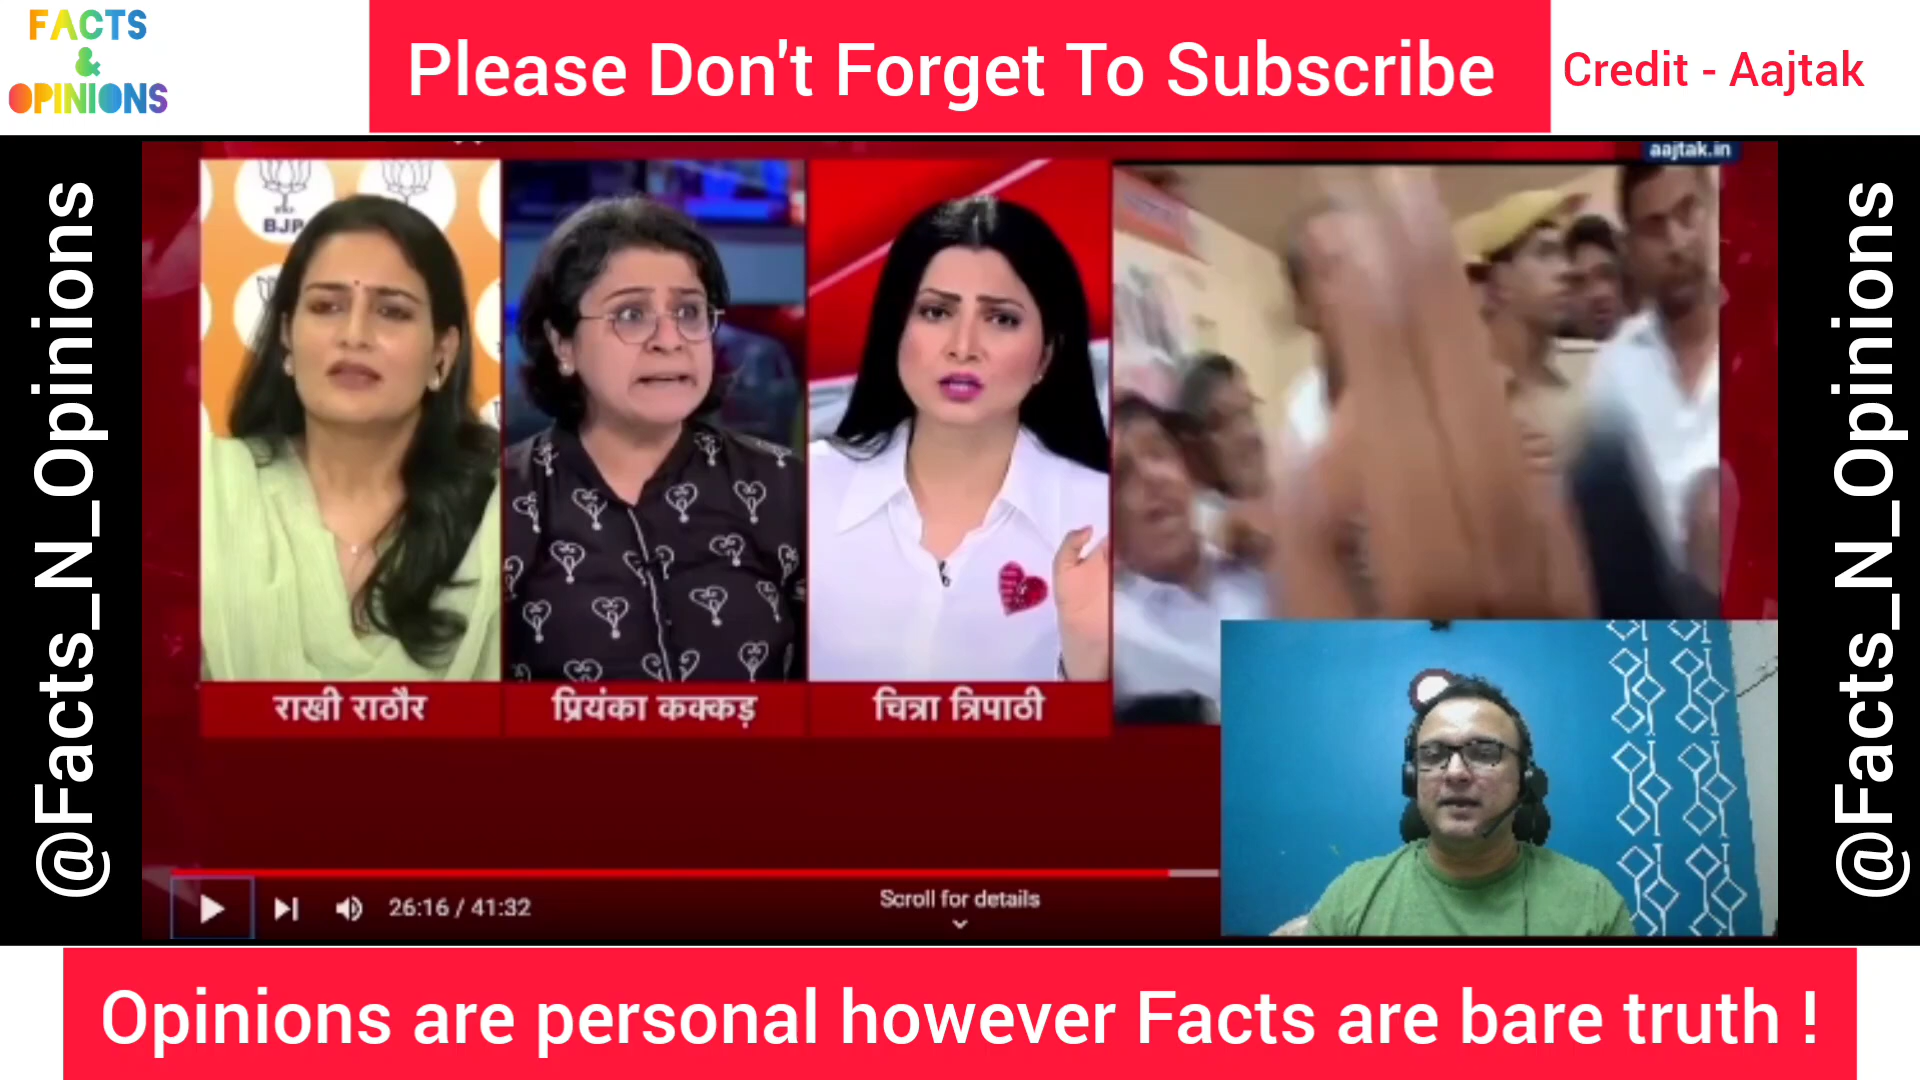 FACTS
&
OPINIONS
Please Don't Forget To Subscribe
Credit - Aajtak
@Facts_N_Opinions
aajtak.in
BJP
राखी राठौर
प्रियंका कक्कड़
चित्रा त्रिपाठी
26:16 / 41:32
Scroll for details
@Facts_N_Opinions
Opinions are personal however Facts are bare truth !